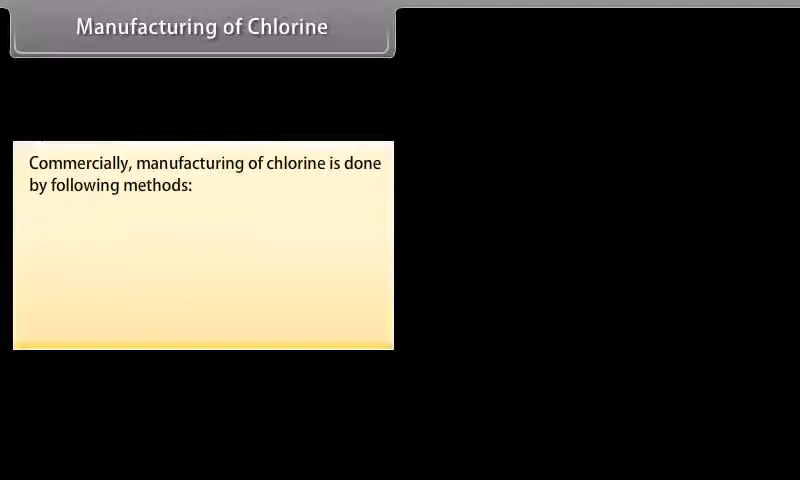 Manufacturing of Chlorine
Commercially, manufacturing of chlorine is done
by following methods: